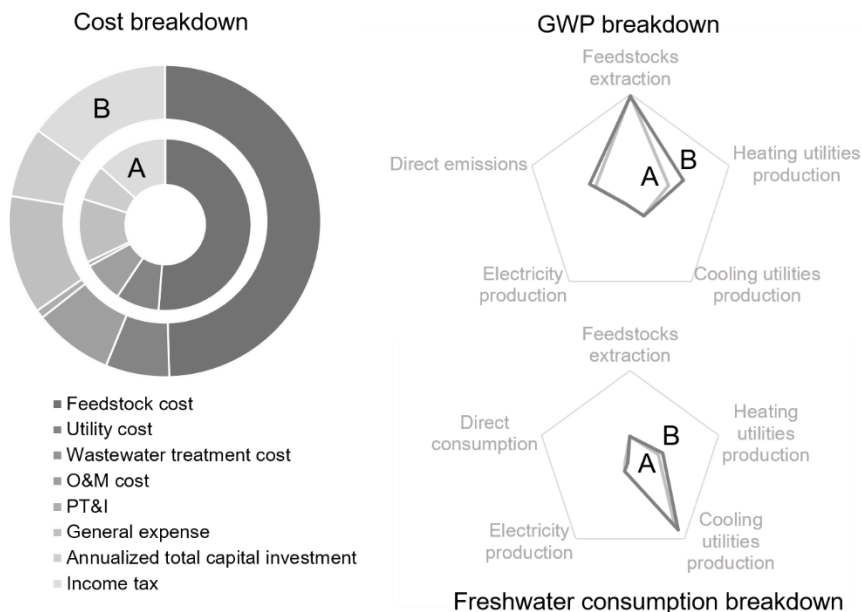 Cost breakdown
B
A
Feedstock cost
Utility cost
Wastewater treatment cost
O&M cost
PT&I
General expense
Annualized total capital investment
Income tax
GWP breakdown
Feedstocks
extraction
Direct emissions
A
B
Heating utilities
production
Electricity
production
Cooling utilities
production
Feedstocks
extraction
Direct
consumption
B
A
Heating
utilities
production
Electricity
production
Cooling
utilities
production
Freshwater consumption breakdown